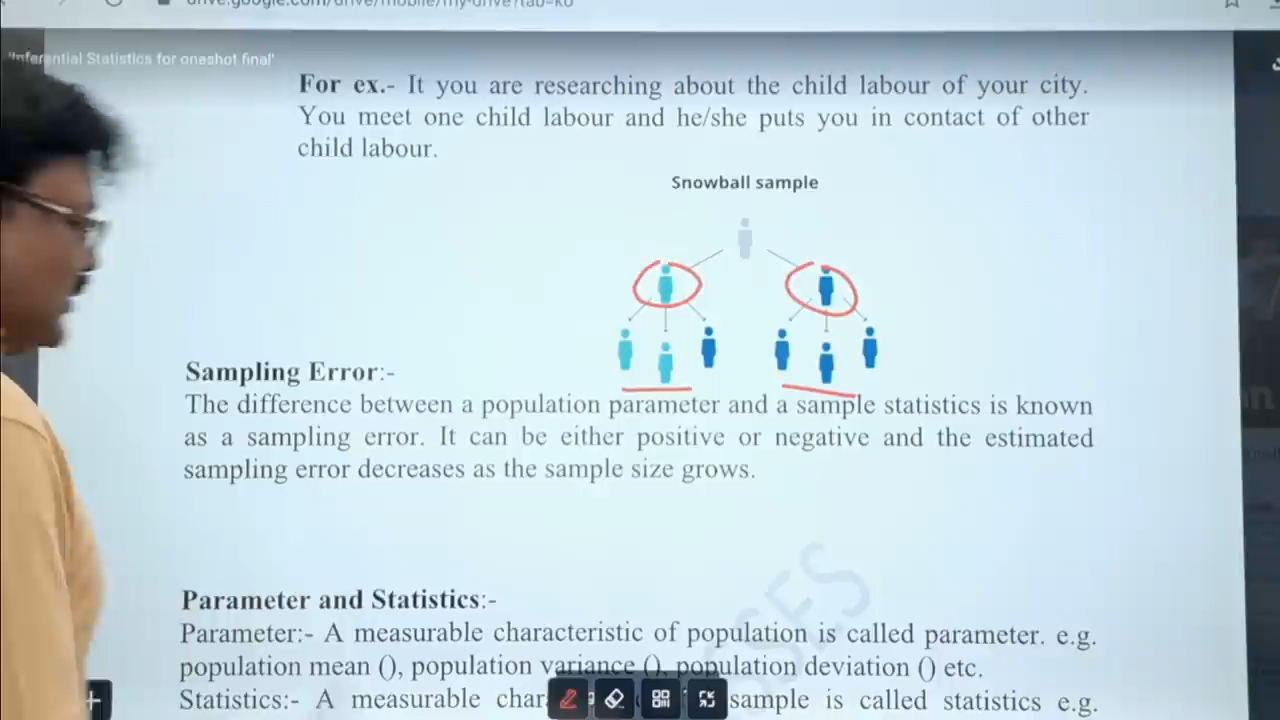 'Inferential Statistics for oneshot final'
For ex.- It you are researching about the child labour of your city.
You meet one child labour and he/she puts you in contact of other
child labour.
Snowball sample
Sampling Error:-
The difference between a population parameter and a sample statistics is known
as a sampling error. It can be either positive or negative and the estimated
sampling error decreases as the sample size grows.
Parameter and Statistics:-
Parameter:- A measurable characteristic of population is called parameter. e.g.
population mean (), population variance (), population deviation () etc.
Statistics:- A measurable sample is called statistics e.g.